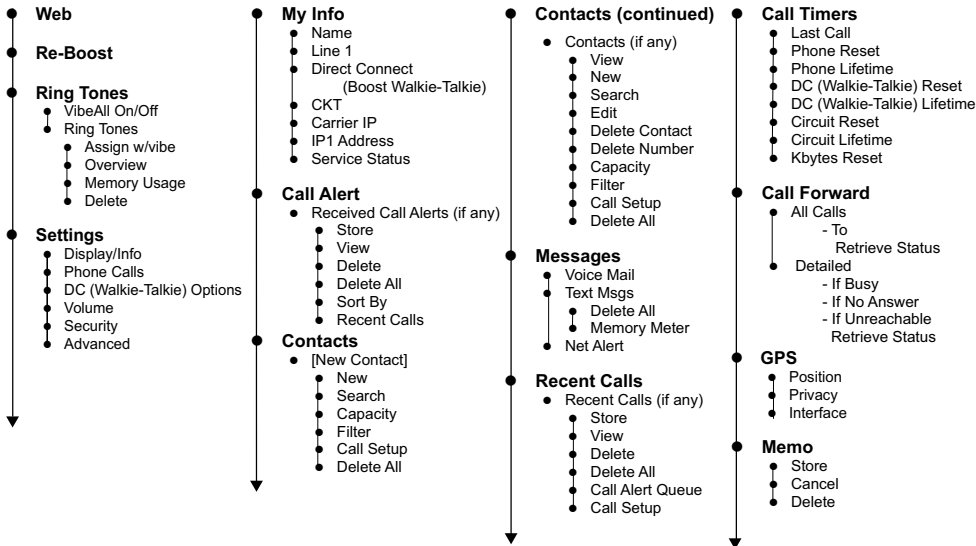 Web
Re-Boost
Ring Tones
VibeAll On/Off
Ring Tones
Assign w/vibe
Overview
Memory Usage
Delete
Settings
Display/Info
Phone Calls
DC (Walkie-Talkie) Options
Volume
Security
Advanced
My Info
Name
Line 1
Direct Connect
(Boost Walkie-Talkie)
CKT
Carrier IP
IP1 Address
Service Status
Call Alert
Received Call Alerts (if any)
Store
View
Delete
Delete All
Sort By
Recent Calls
Contacts
[New Contact]
New
Search
Capacity
Filter
Call Setup
Delete All
Contacts (continued)
Contacts (if any)
View
New
Search
Edit
Delete Contact
Delete Number
Capacity
Filter
Call Setup
Delete All
Messages
Voice Mail
Text Msgs
Delete All
Memory Meter
Net Alert
Recent Calls
Recent Calls (if any)
Store
View
Delete
Delete All
Call Alert Queue
Call Setup
Call Timers
Last Call
Phone Reset
Phone Lifetime
DC (Walkie-Talkie) Reset
DC (Walkie-Talkie) Lifetime
Circuit Reset
Circuit Lifetime
Kbytes Reset
Call Forward
All Calls
- To
Retrieve Status
Detailed
- If Busy
- If No Answer
- If Unreachable
Retrieve Status
GPS
Position
Privacy
Interface
Memo
Store
Cancel
Delete